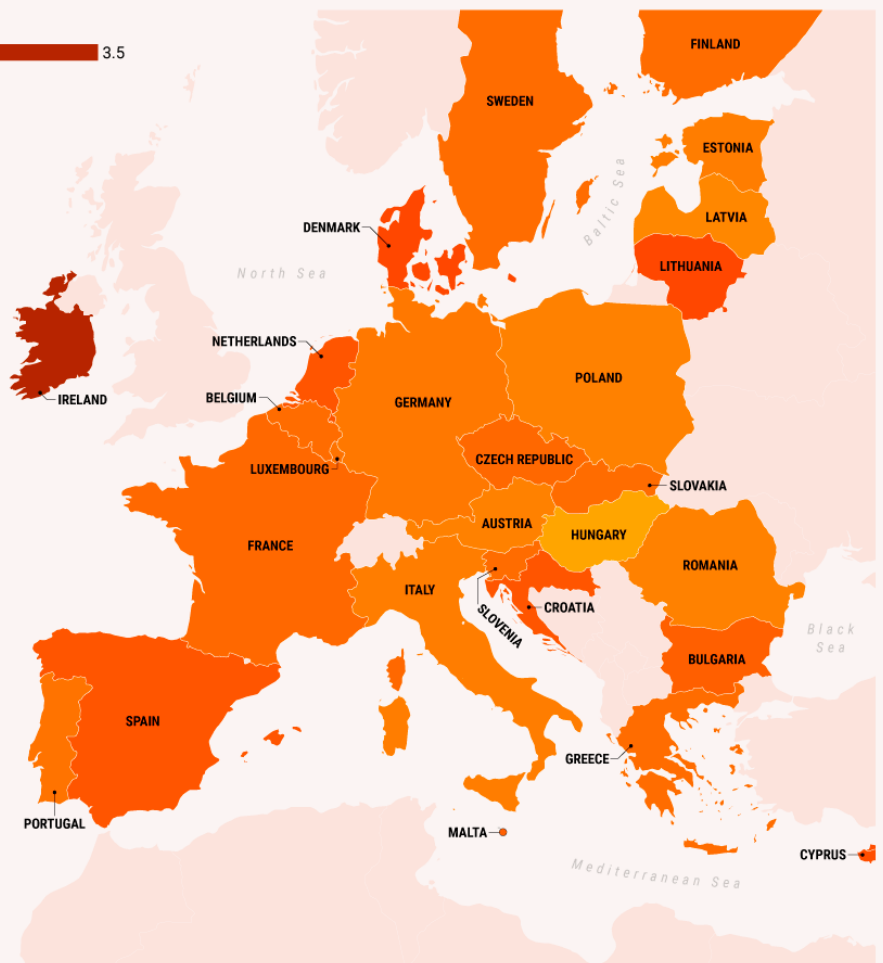 FINLAND
3.5
SWEDEN
ESTONIA
Baltic Sea
LATVIA
DENMARK
LITHUANIA
North Sea
NETHERLANDS
POLAND
BELGIUM
IRELAND
GERMANY
CZECH REPUBLIC
LUXEMBOURG
SLOVAKIA
AUSTRIA
HUNGARY
FRANCE
ROMANIA
ITALY
CROATIA
SLOVENIA
Black
Sea
BULGARIA
SPAIN
GREECE
PORTUGAL
MALTA
CYPRUS
Mediterranean Sea